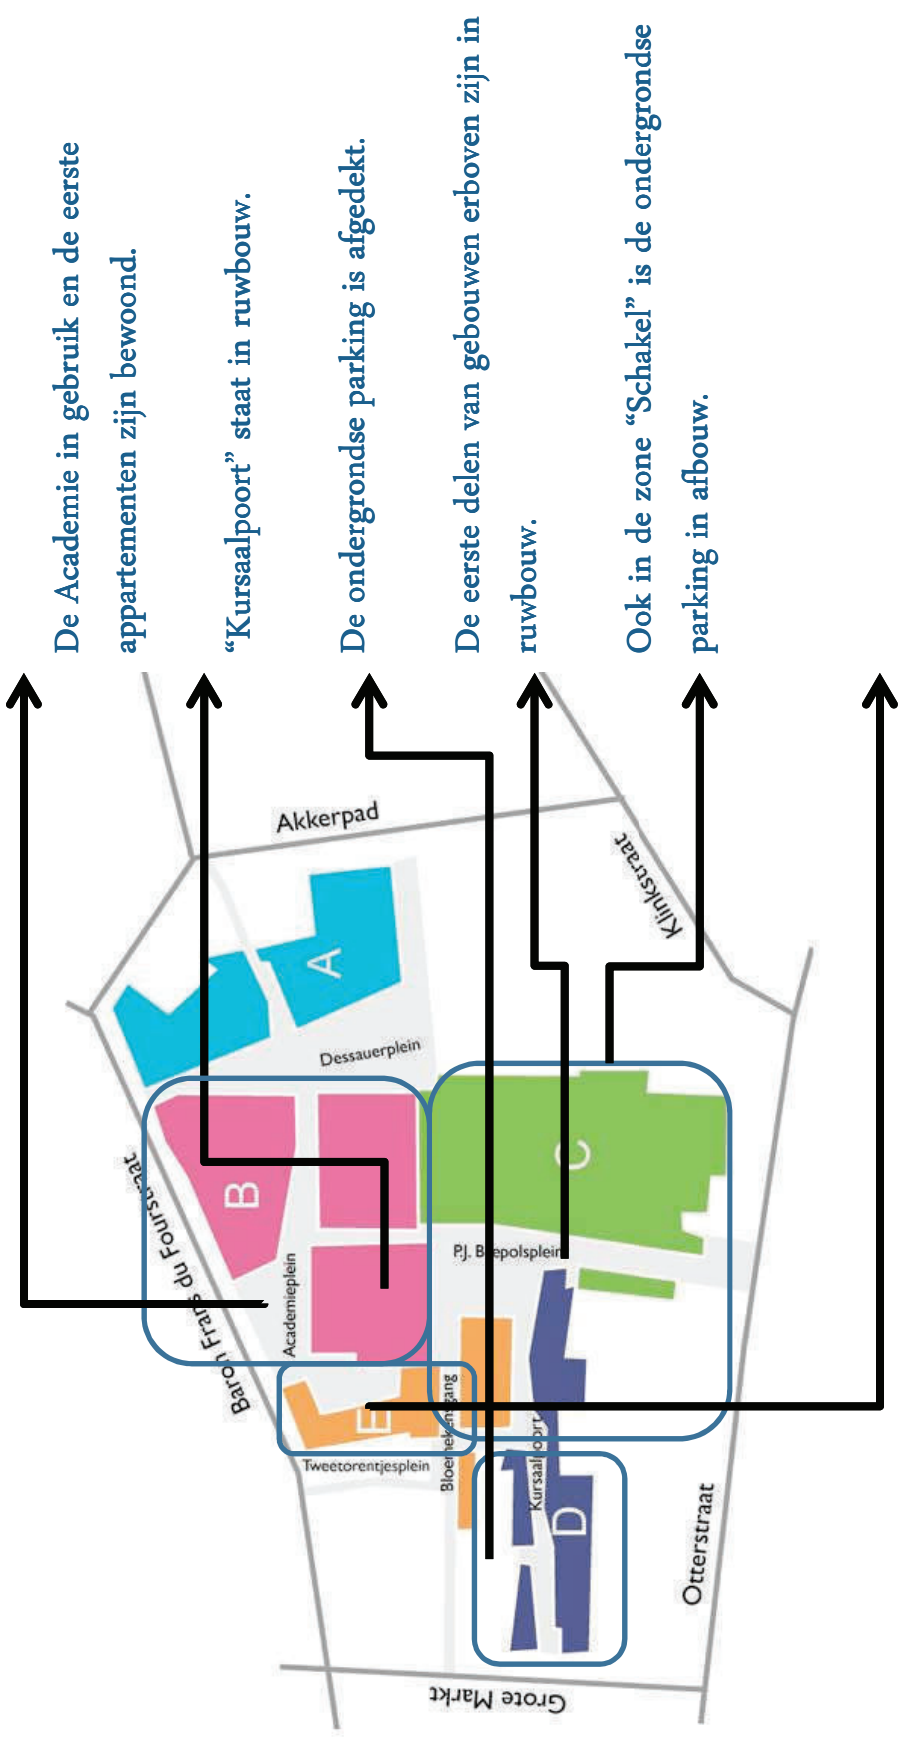 De Academie in gebruik en de eerste
appartementen zijn bewoond.
“Kursaalpoort” staat in ruwbouw.
De ondergrondse parking is afgedekt.
De eerste delen van gebouwen erboven zijn in
ruwbouw.
Ook in de zone “Schakel” is de ondergrondse
parking in afbouw.
Akkerpad
Klinkstraat
A
Dessauerplein
Baron Frans du Fourstraat
B
C
Academieplein
P.J. Brepolsplein
E
Bloemekensgang
Tweetorentjesplein
Kursaalpoort
D
Otterstraat
Grote Markt